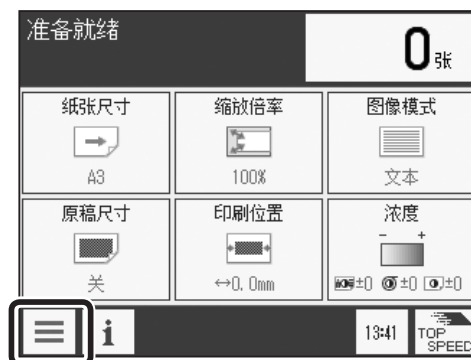 准备就绪
0张
纸张尺寸
缩放倍率
图像模式
A3
100%
文本
原稿尺寸
印刷位置
浓度
- +
关
↔0.0mm
±0 ±0 ±0
i
13:41
TOP SPEED